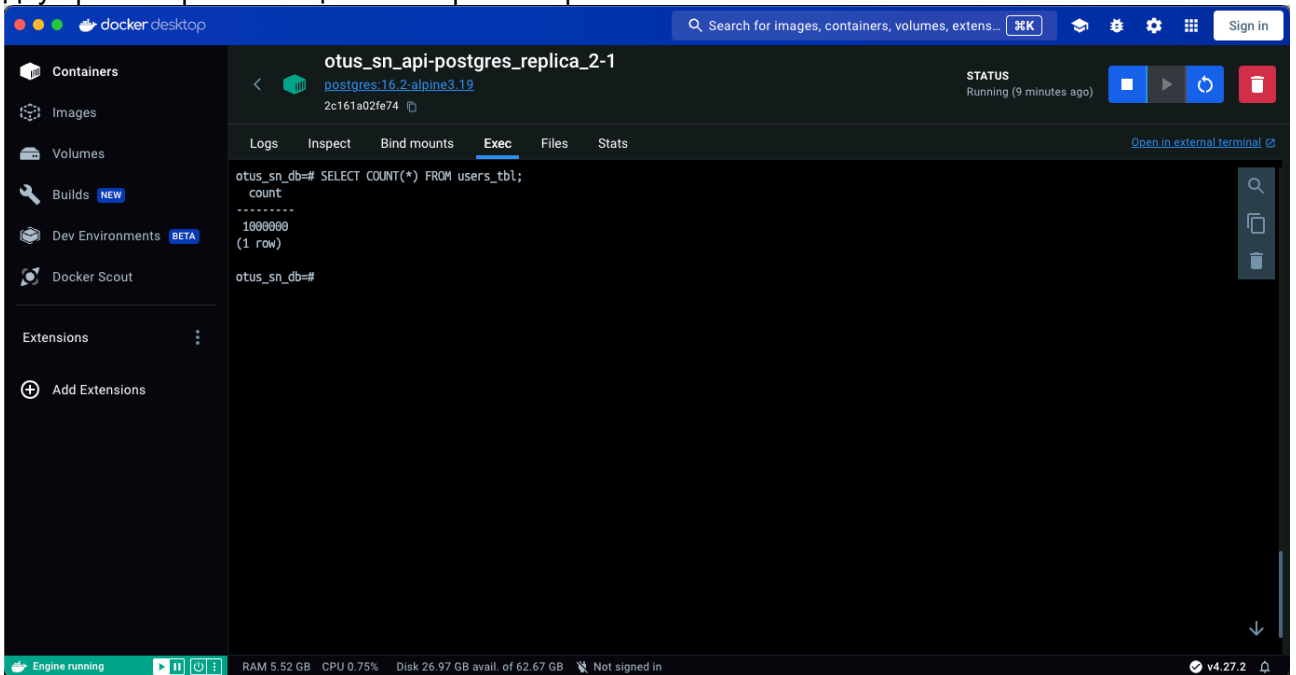 docker desktop
Search for images, containers, volumes, extens... ⌘K
Sign in
Containers
Images
Volumes
Builds NEW
Dev Environments BETA
Docker Scout
Extensions
Add Extensions
otus_sn_api-postgres_replica_2-1
postgres:16.2-alpine3.19
2c161a02fe74
STATUS
Running (9 minutes ago)
Logs Inspect Bind mounts Exec Files Stats
Open in external terminal
otus_sn_db=# SELECT COUNT(*) FROM users_tbl;
count
---------
1000000
(1 row)
otus_sn_db=#
Engine running
RAM 5.52 GB CPU 0.75% Disk 26.97 GB avail. of 62.67 GB Not signed in
v4.27.2